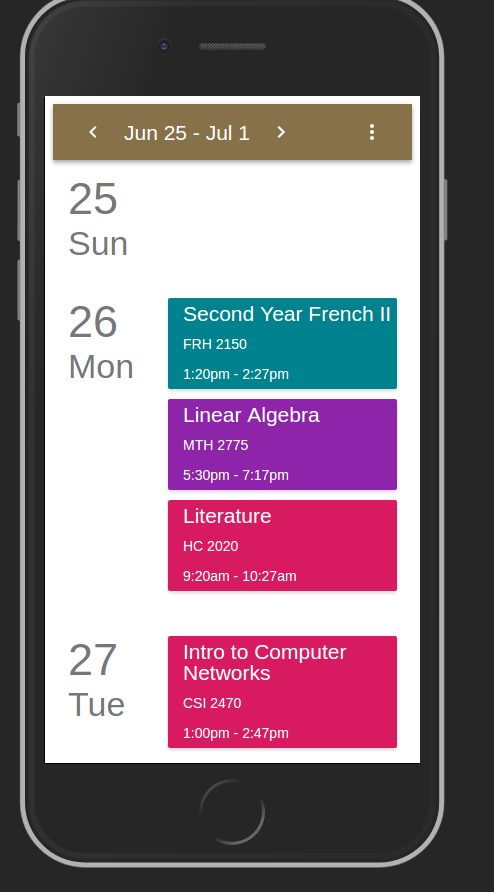 Jun 25 - Jul 1
25
Sun
26
Mon
Second Year French II
FRH 2150
1:20pm - 2:27pm
Linear Algebra
MTH 2775
5:30pm - 7:17pm
Literature
HC 2020
9:20am - 10:27am
27
Tue
Intro to Computer
Networks
CSI 2470
1:00pm - 2:47pm